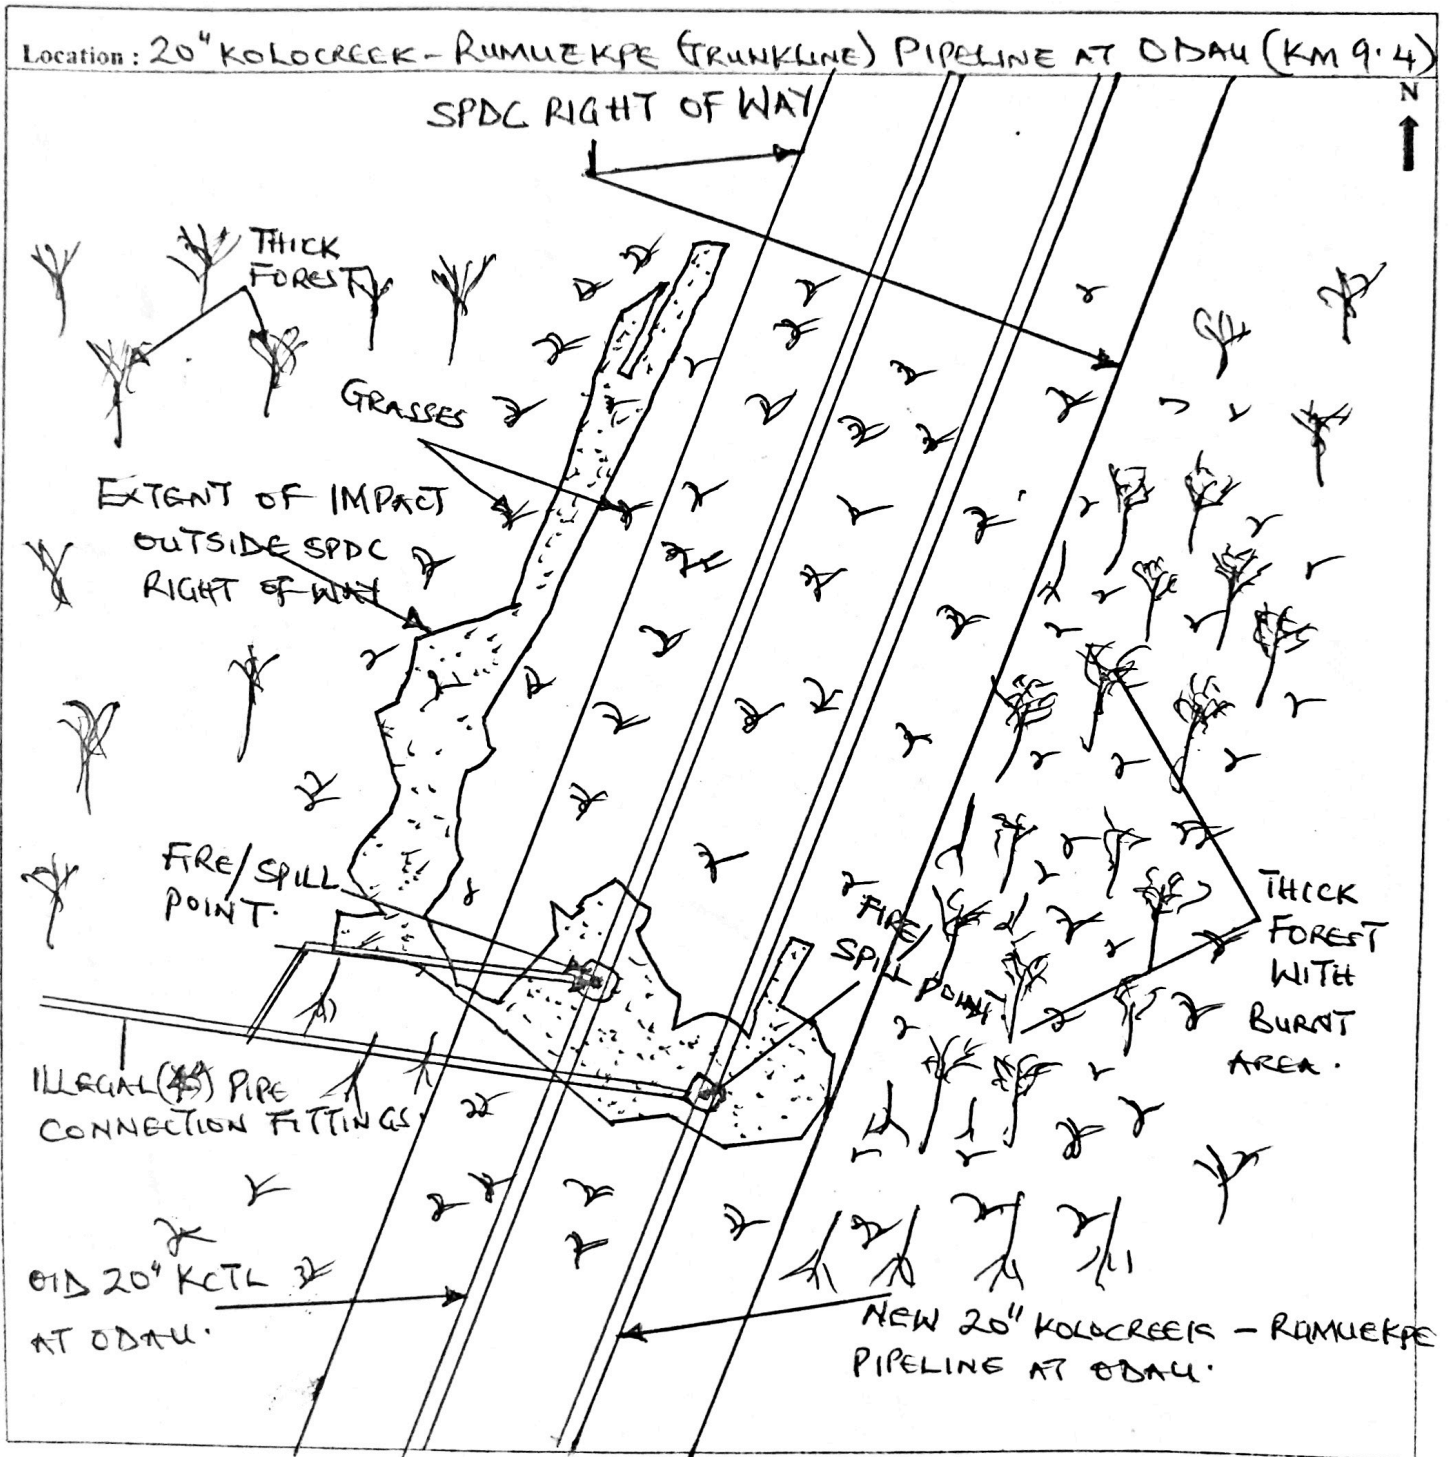 Location : 20" KOLOCREEK - RUMUEKPE (TRUNKLINE) PIPELINE AT ODAU (KM 9.4)
N
SPDC RIGHT OF WAY
THICK
FOREST
GRASSES
EXTENT OF IMPACT
OUTSIDE SPDC
RIGHT OF WAY
FIRE/SPILL
POINT.
FIRE/
SPILL POINT
THICK
FOREST
WITH
BURNT
AREA.
ILLEGAL PIPE
CONNECTION FITTINGS.
OLD 20" KCTL
AT ODAU.
NEW 20" KOLOCREEK - RUMUEKPE
PIPELINE AT ODAU.